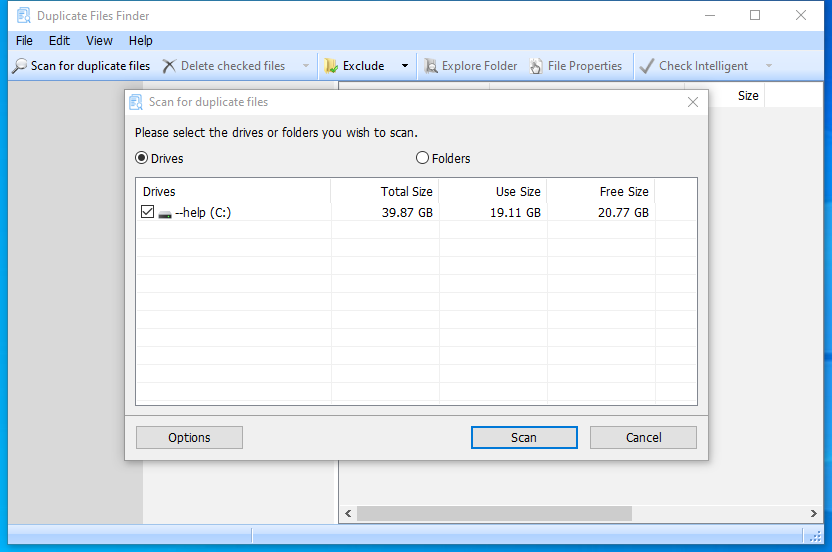 Duplicate Files Finder
File Edit View Help
Scan for duplicate files Delete checked files Exclude Explore Folder File Properties Check Intelligent
Size
Scan for duplicate files
Please select the drives or folders you wish to scan.
Drives Folders
Drives Total Size Use Size Free Size
--help (C:) 39.87 GB 19.11 GB 20.77 GB
Options Scan Cancel